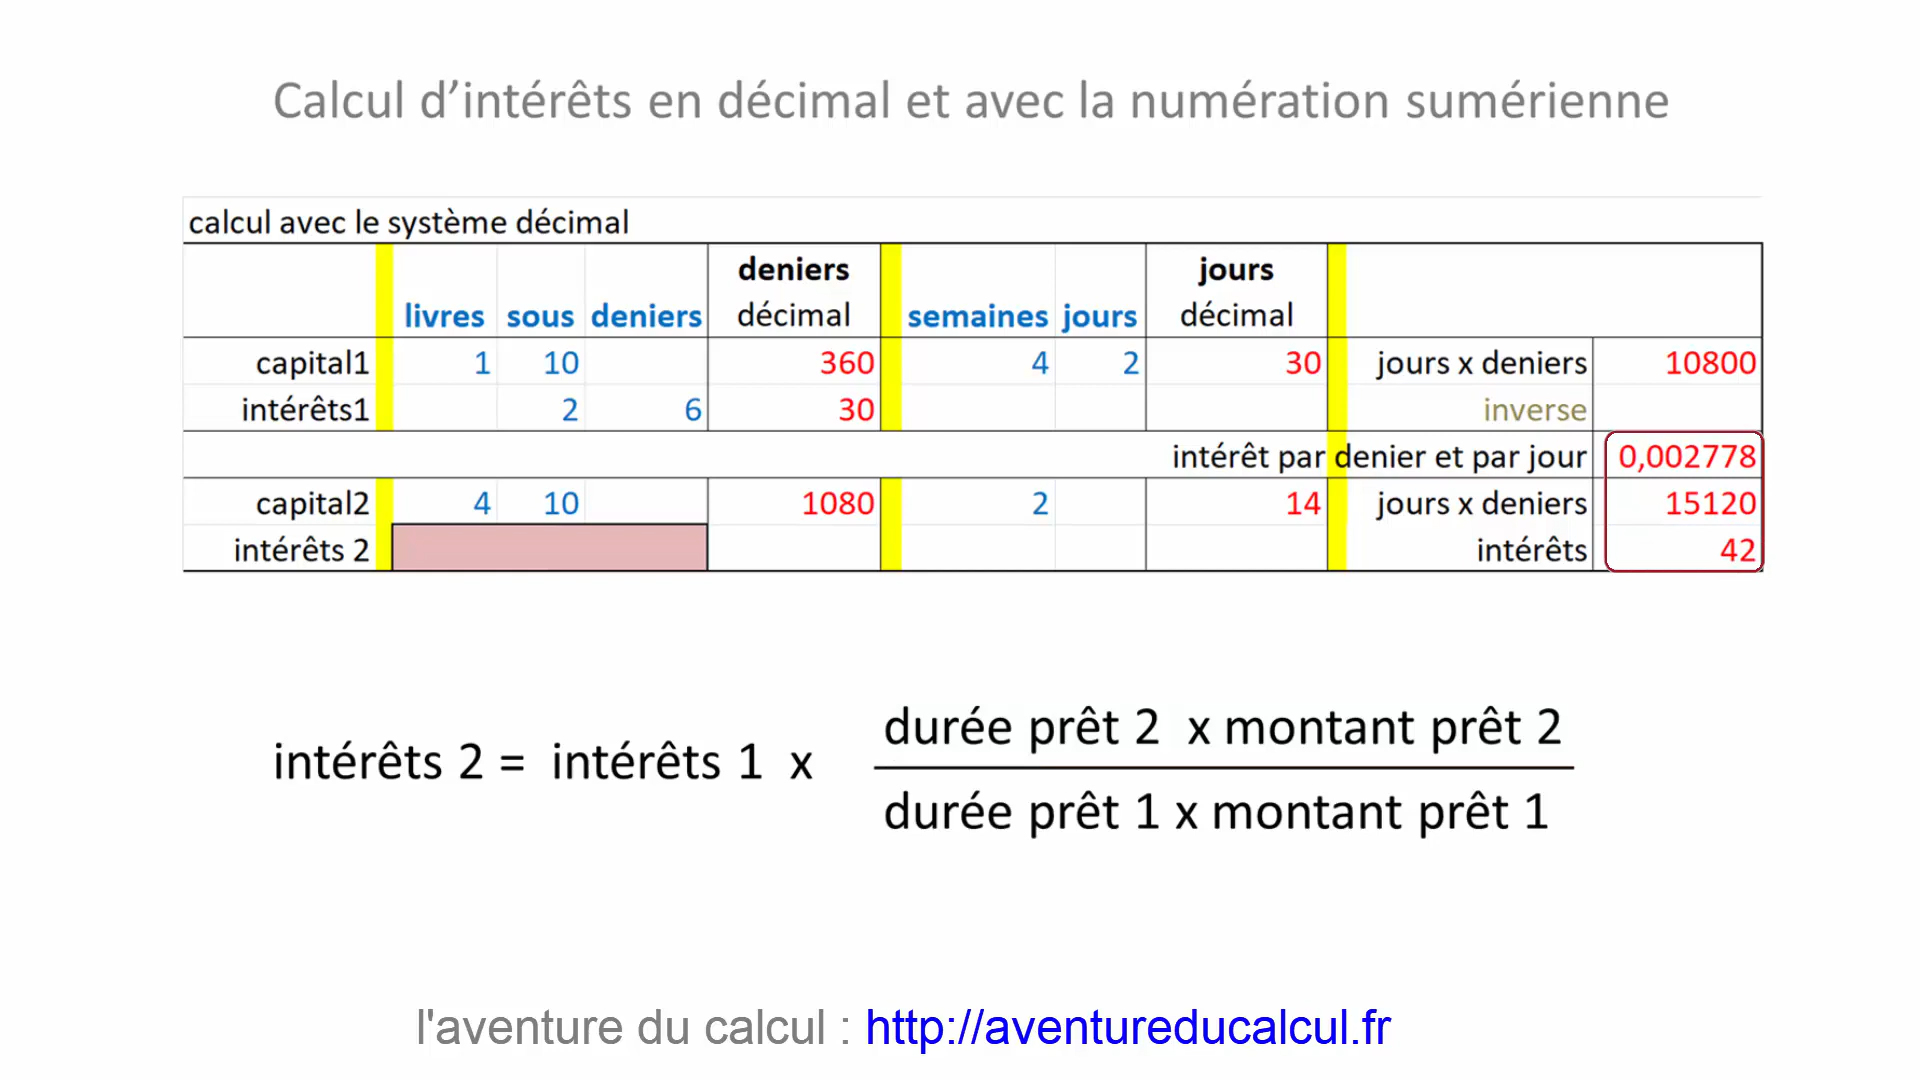 Calcul d’intérêts en décimal et avec la numération sumérienne
calcul avec le système décimal
livres sous deniers deniers décimal semaines jours jours décimal
capital1 1 10 360 4 2 30 jours x deniers 10800
intérêts1 2 6 30 inverse
intérêt par denier et par jour 0,002778
capital2 4 10 1080 2 14 jours x deniers 15120
intérêts 2 intérêts 42
durée prêt 2 x montant prêt 2
intérêts 2 = intérêts 1 x
durée prêt 1 x montant prêt 1
l'aventure du calcul : http://aventureducalcul.fr